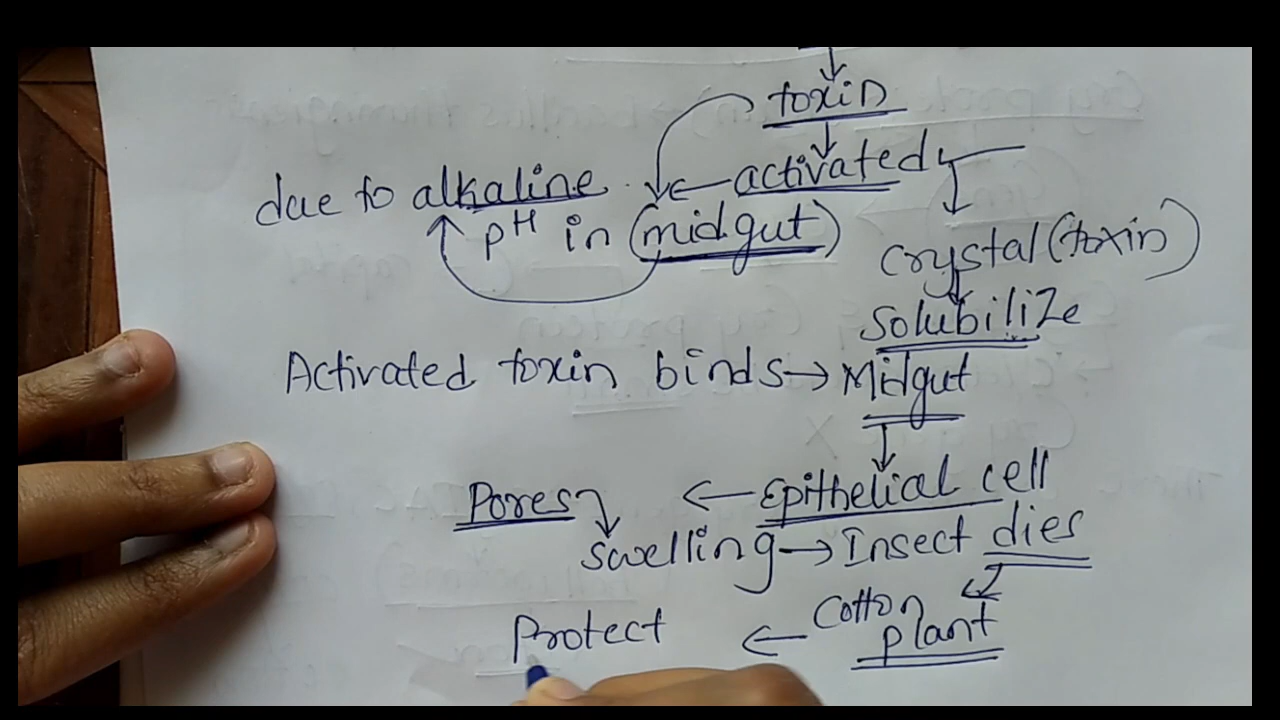 toxin
activated
due to alkaline
pH in (midgut)
crystal (toxin)
Solubilize
Activated toxin binds → Midgut
Pores ← Epithelial cell
swelling → Insect dies
Protect ← Cotton plant